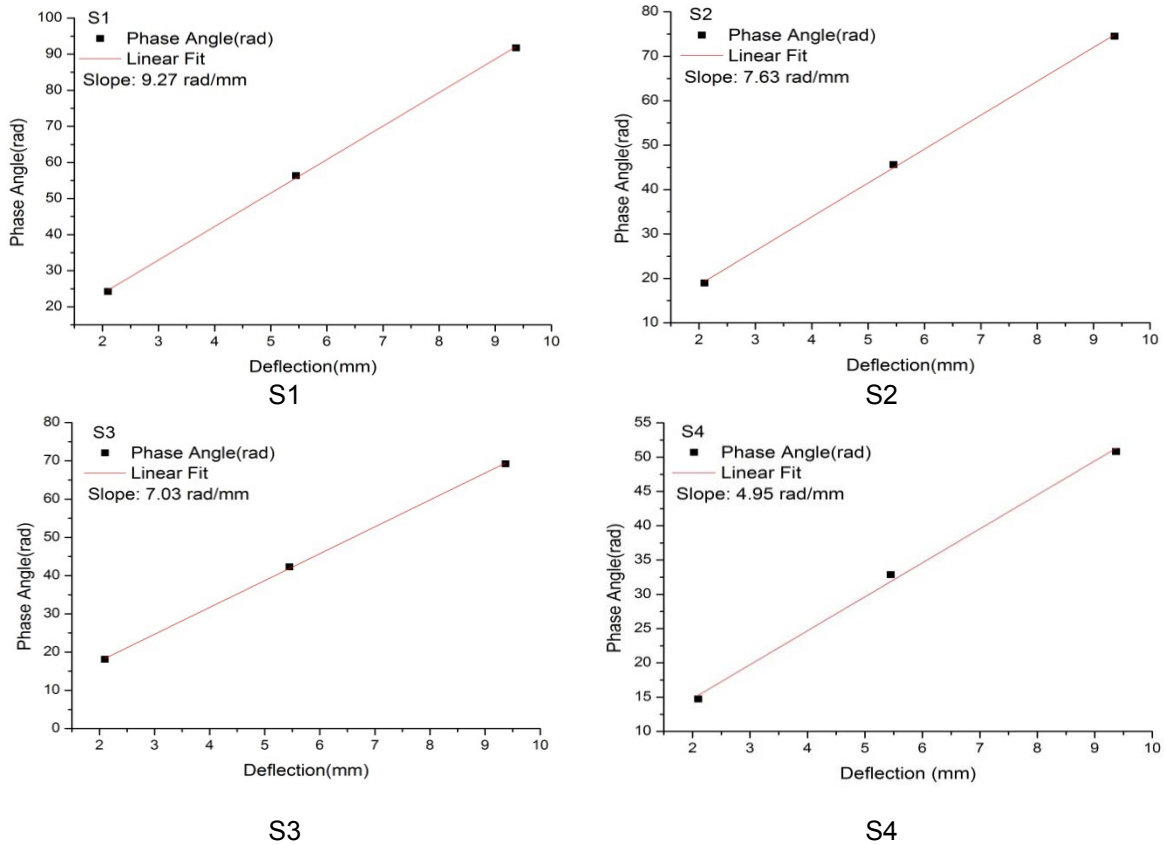 S1
Phase Angle(rad)
Linear Fit
Slope: 9.27 rad/mm
100
90
80
70
60
50
40
30
20
Phase Angle(rad)
2 3 4 5 6 7 8 9 10
Deflection(mm)
S1
S2
Phase Angle(rad)
Linear Fit
Slope: 7.63 rad/mm
80
70
60
50
40
30
20
10
Phase Angle(rad)
2 3 4 5 6 7 8 9 10
Deflection(mm)
S2
S3
Phase Angle(rad)
Linear Fit
Slope: 7.03 rad/mm
80
70
60
50
40
30
20
10
0
Phase Angle(rad)
2 3 4 5 6 7 8 9 10
Deflection(mm)
S3
S4
Phase Angle(rad)
Linear Fit
Slope: 4.95 rad/mm
55
50
45
40
35
30
25
20
15
10
Phase Angle(rad)
2 3 4 5 6 7 8 9 10
Deflection (mm)
S4